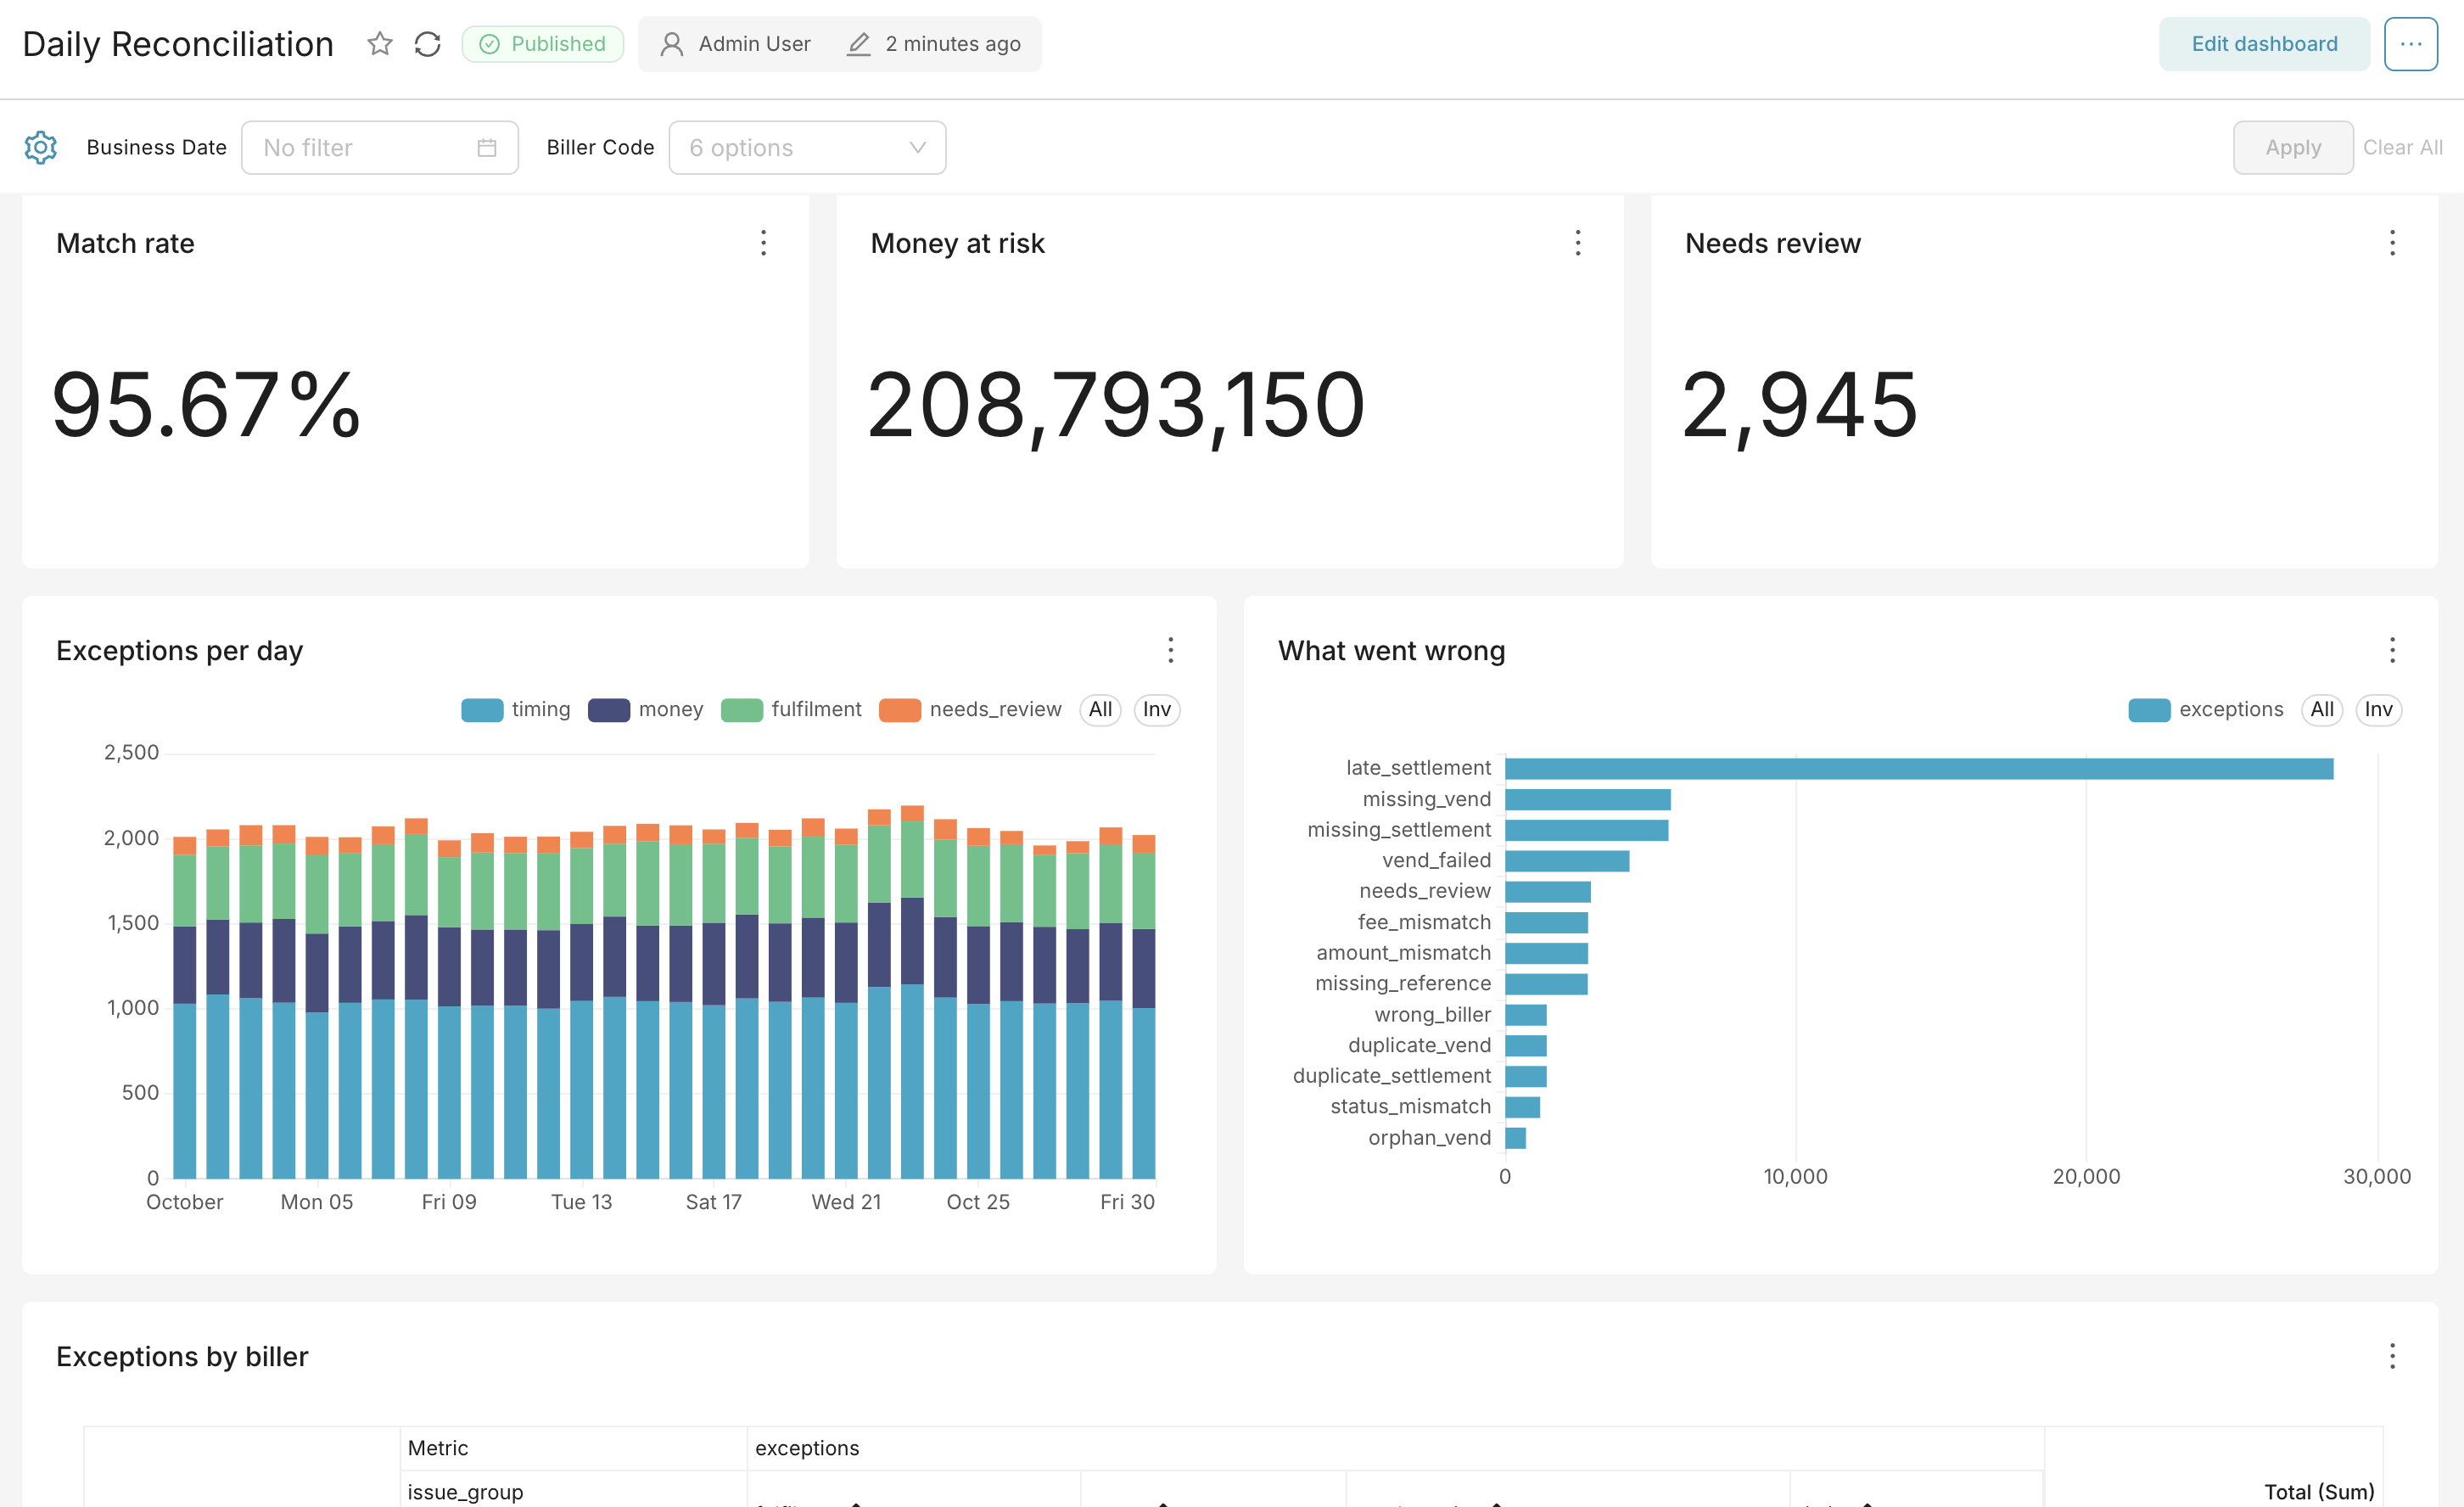 Daily Reconciliation
Published
Admin User
2 minutes ago
Edit dashboard
...
Business Date
No filter
Biller Code
6 options
Apply
Clear All
Match rate
95.67%
Money at risk
208,793,150
Needs review
2,945
Exceptions per day
timing
money
fulfilment
needs_review
All
Inv
2,500
2,000
1,500
1,000
500
0
October
Mon 05
Fri 09
Tue 13
Sat 17
Wed 21
Oct 25
Fri 30
What went wrong
exceptions
All
Inv
late_settlement
missing_vend
missing_settlement
vend_failed
needs_review
fee_mismatch
amount_mismatch
missing_reference
wrong_biller
duplicate_vend
duplicate_settlement
status_mismatch
orphan_vend
0
10,000
20,000
30,000
Exceptions by biller
Metric
exceptions
issue_group
Total (Sum)